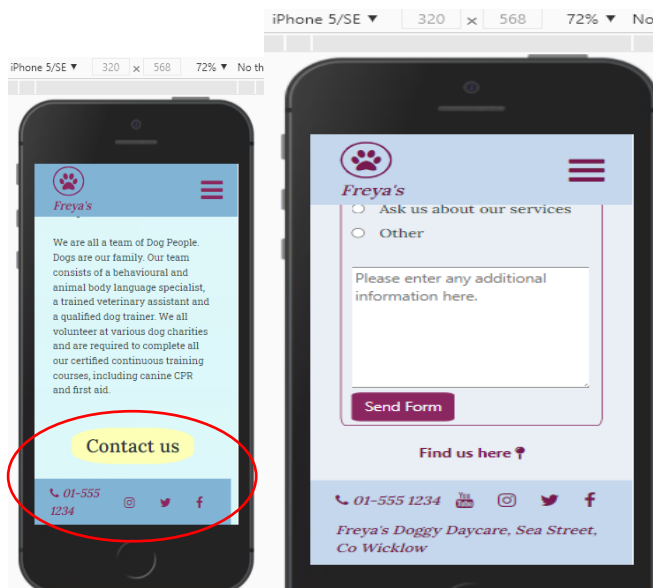 iPhone 5/SE ▼ 320 × 568 72% ▼ No th
Freya's
We are all a team of Dog People.
Dogs are our family. Our team
consists of a behavioural and
animal body language specialist,
a trained veterinary assistant and
a qualified dog trainer. We all
volunteer at various dog charities
and are required to complete all
our certified continuous training
courses, including canine CPR
and first aid.
Contact us
01-555
1234
iPhone 5/SE ▼ 320 × 568 72% ▼ No
Freya's
Ask us about our services
Other
Please enter any additional
information here.
Send Form
Find us here
01-555 1234
You Tube
Freya's Doggy Daycare, Sea Street,
Co Wicklow